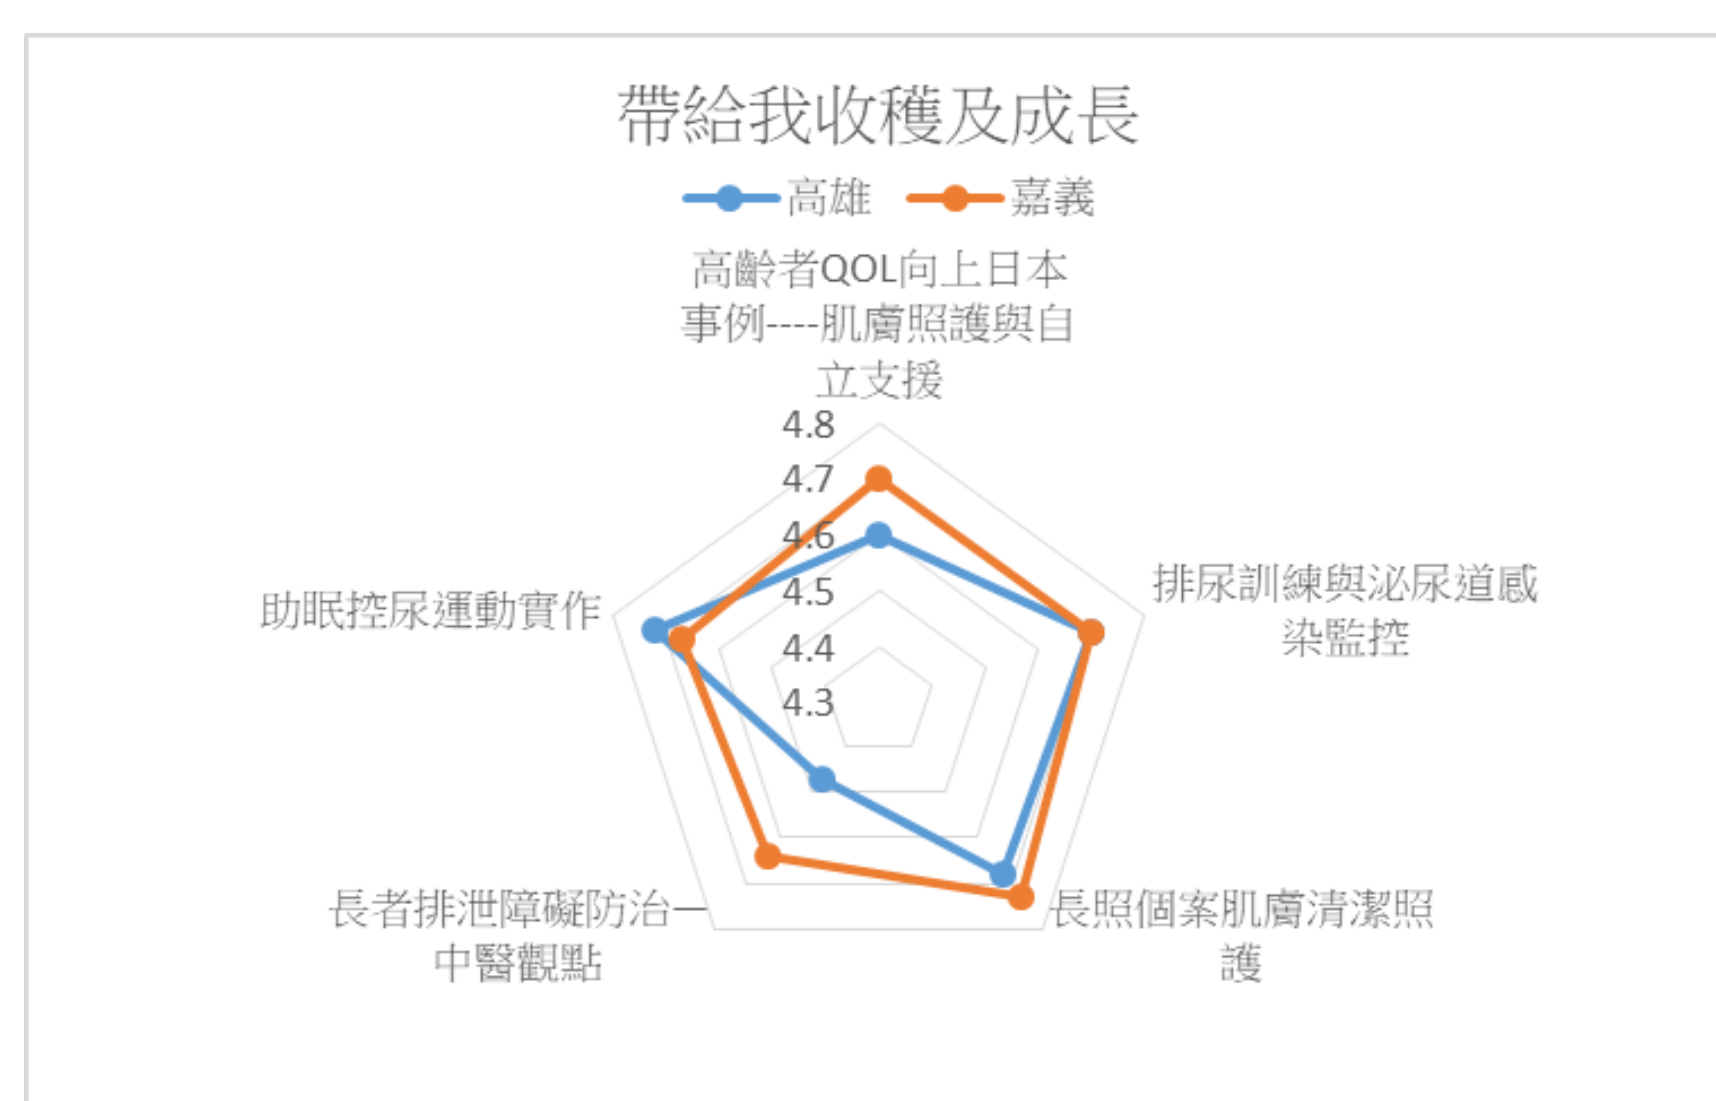 帶給我收穫及成長
高雄 嘉義
高齡者QOL向上日本
事例----肌膚照護與自
立支援
4.8
4.7
4.6
4.5
4.4
4.3
排尿訓練與泌尿道感
染監控
長照個案肌膚清潔照
護
長者排泄障礙防治—
中醫觀點
助眠控尿運動實作